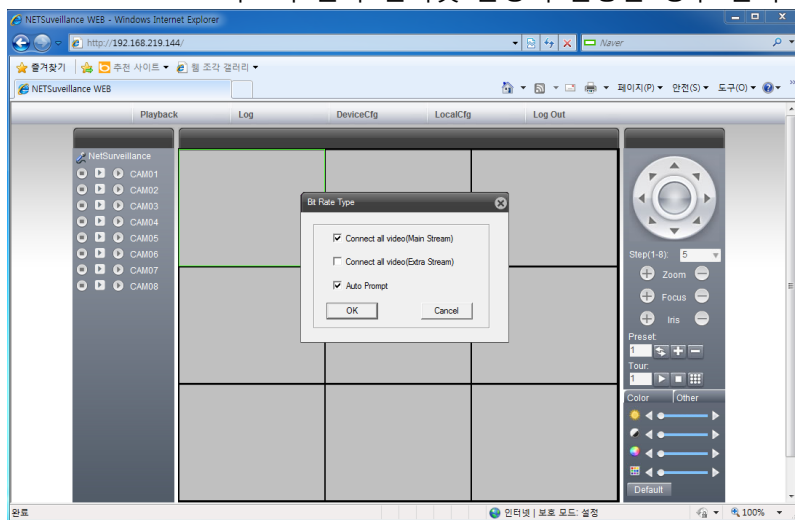 NETSuveillance WEB - Windows Internet Explorer
http://192.168.219.144/
Naver
즐겨찾기 추천 사이트 웹 조각 갤러리
NETSuveillance WEB
페이지(P) 안전(S) 도구(O)
Playback Log DeviceCfg LocalCfg Log Out
NetSurveillance
CAM01
CAM02
CAM03
CAM04
CAM05
CAM06
CAM07
CAM08
Bit Rate Type
Connect all video(Main Stream)
Connect all video(Extra Stream)
Auto Prompt
OK Cancel
Step(1-8): 5
Zoom
Focus
Iris
Preset:
1
Tour:
1
Color Other
Default
완료 인터넷 | 보호 모드: 설정 100%